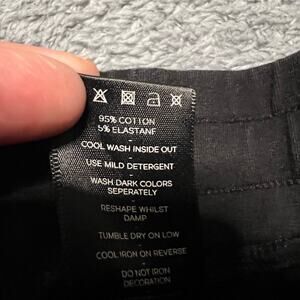 95% COTTON
5% ELASTANE
-
COOL WASH INSIDE OUT
-
USE MILD DETERGENT
-
WASH DARK COLORS
SEPERATELY
-
RESHAPE WHILST
DAMP
-
TUMBLE DRY ON LOW
-
COOL IRON ON REVERSE
-
DO NOT IRON
DECORATION